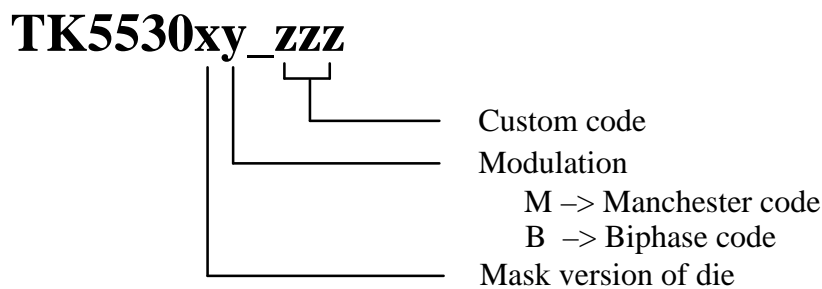 TK5530xy_zzz
Custom code
Modulation
M –> Manchester code
B –> Biphase code
Mask version of die